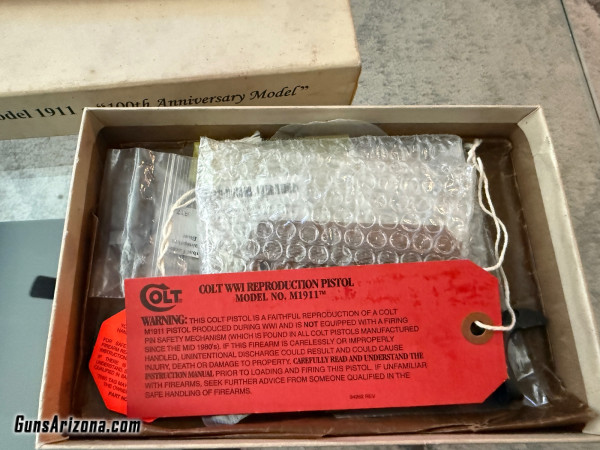 odel 1911 "100th Anniversary Model"
COLT
COLT WWI REPRODUCTION PISTOL
MODEL NO. M1911™
WARNING: THIS COLT PISTOL IS A FAITHFUL REPRODUCTION OF A COLT
M1911 PISTOL PRODUCED DURING WWI AND IS NOT EQUIPPED WITH A FIRING
PIN SAFETY MECHANISM (WHICH IS FOUND IN ALL COLT PISTOLS MANUFACTURED
SINCE THE MID 1980's). IF THIS FIREARM IS CARELESSLY OR IMPROPERLY
HANDLED, UNINTENTIONAL DISCHARGE COULD RESULT AND COULD CAUSE
INJURY, DEATH OR DAMAGE TO PROPERTY. CAREFULLY READ AND UNDERSTAND THE
INSTRUCTION MANUAL PRIOR TO LOADING AND FIRING THIS PISTOL. IF UNFAMILIAR
WITH FIREARMS, SEEK FURTHER ADVICE FROM SOMEONE QUALIFIED IN THE
SAFE HANDLING OF FIREARMS.
PART NO
GunsArizona.com